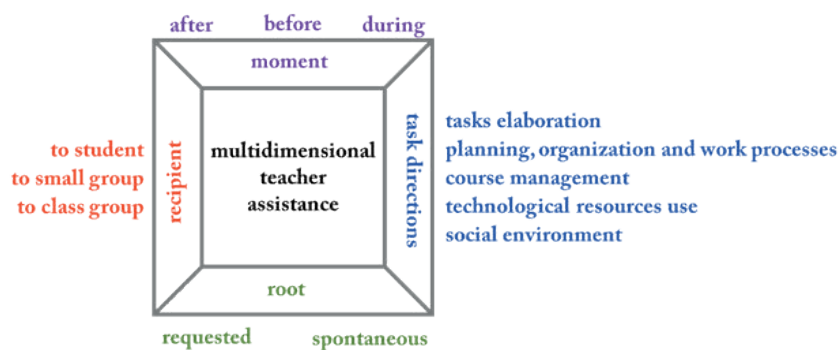 after before during
moment
to student
to small group
to class group
recipient
multidimensional
teacher
assistance
task directions
tasks elaboration
planning, organization and work processes
course management
technological resources use
social environment
root
requested spontaneous